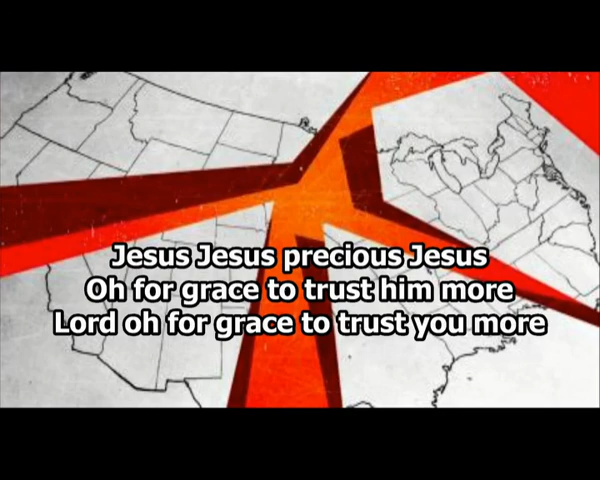 Jesus Jesus precious Jesus
Oh for grace to trust him more
Lord oh for grace to trust you more